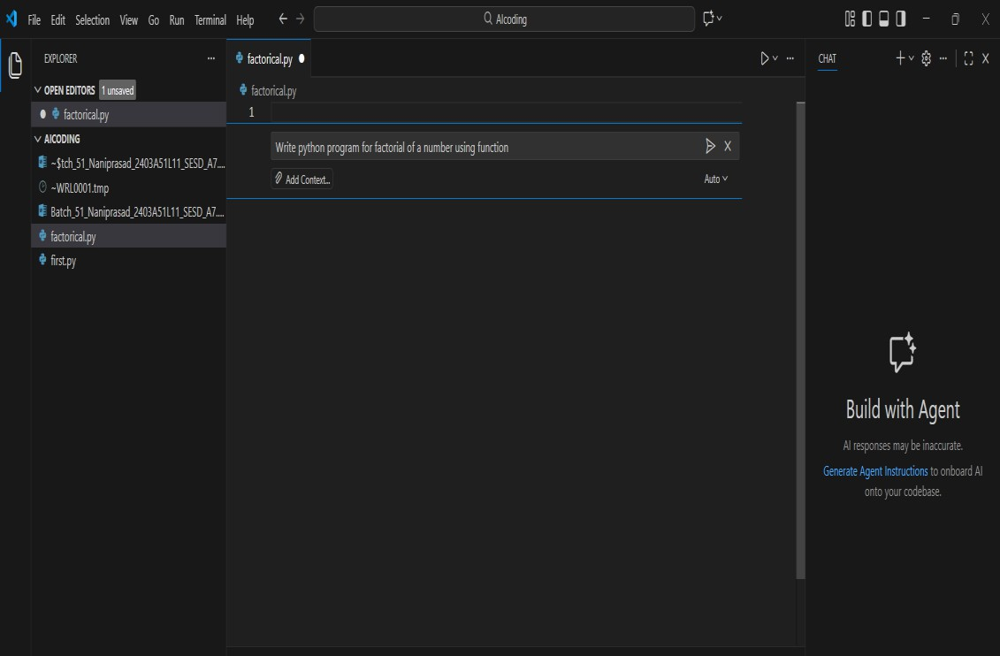 File Edit Selection View Go Run Terminal Help
AIcoding
EXPLORER
OPEN EDITORS 1 unsaved
factorical.py
AICODING
~$tch_51_Naniprasad_2403A51L11_SESD_A7....
~WRL0001.tmp
Batch_51_Naniprasad_2403A51L11_SESD_A7....
factorical.py
first.py
factorical.py
factorical.py
1
Write python program for factorial of a number using function
Add Context...
Auto
CHAT
Build with Agent
AI responses may be inaccurate.
Generate Agent Instructions to onboard AI
onto your codebase.